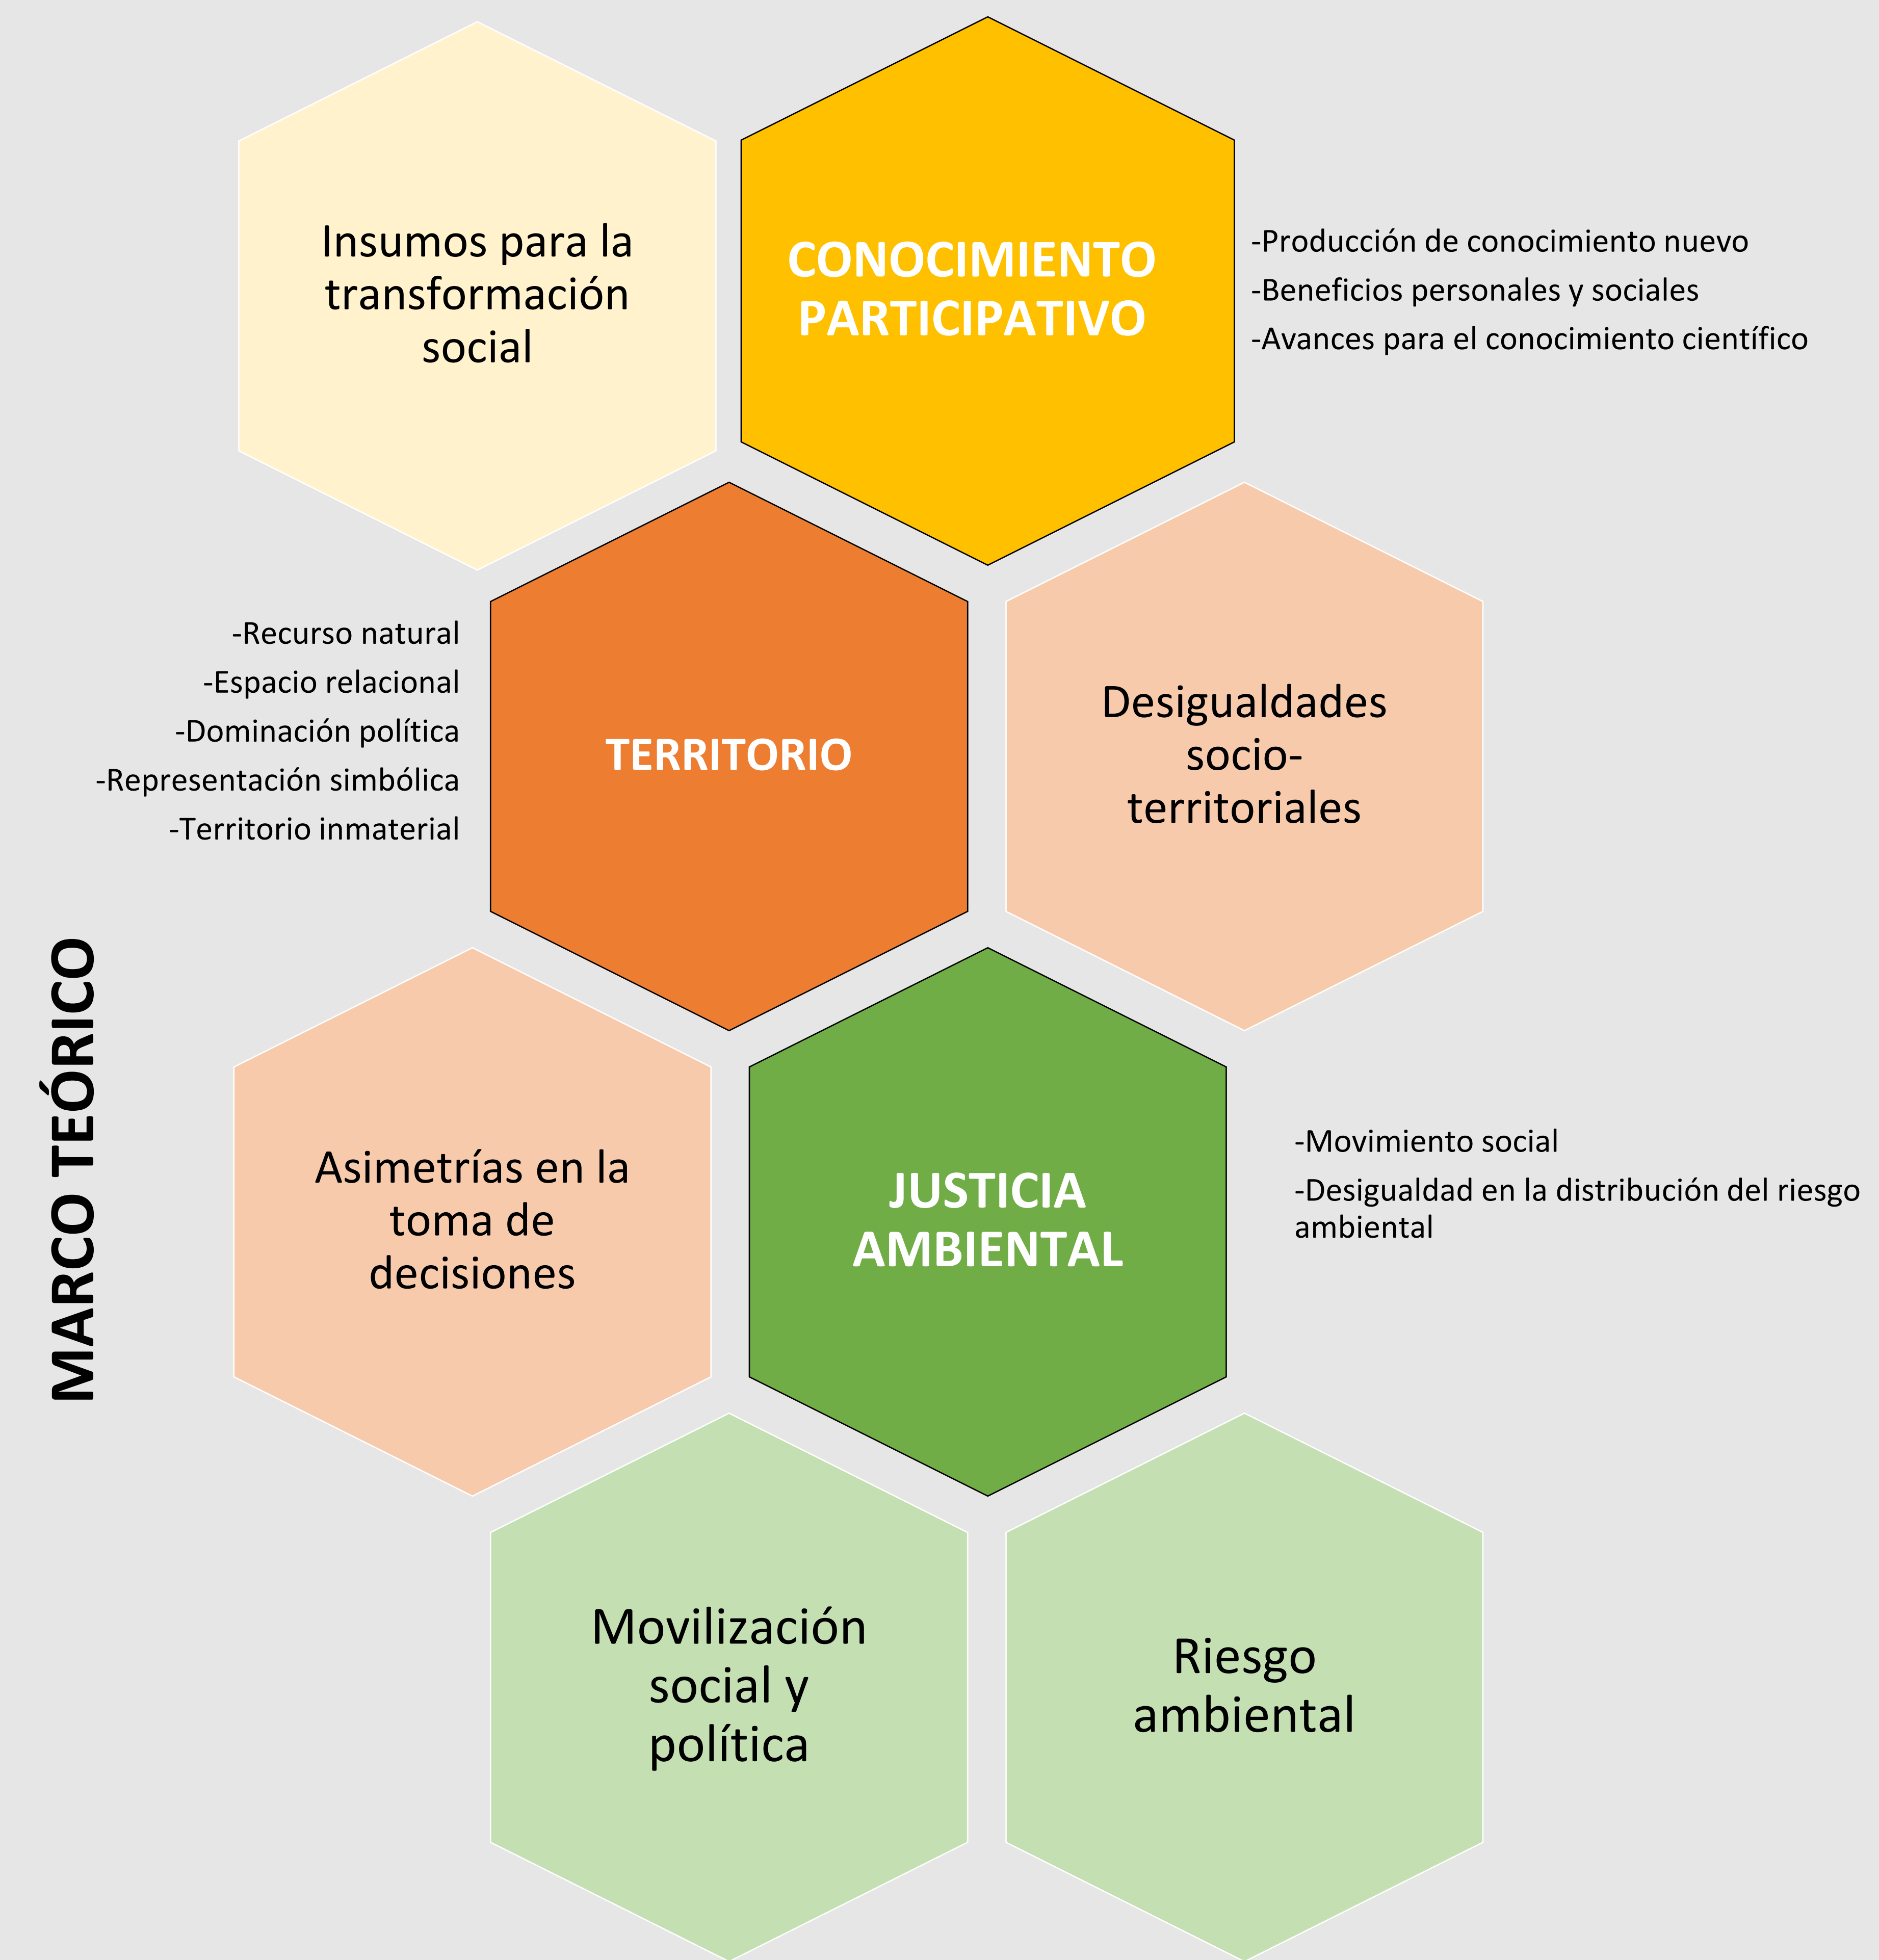 Insumos para la
transformación
social
CONOCIMIENTO
PARTICIPATIVO
-Producción de conocimiento nuevo
-Beneficios personales y sociales
-Avances para el conocimiento científico
-Recurso natural
-Espacio relacional
-Dominación política
-Representación simbólica
-Territorio inmaterial
TERRITORIO
Desigualdades
socio-
territoriales
MARCO TEÓRICO
Asimetrías en la
toma de
decisiones
JUSTICIA
AMBIENTAL
-Movimiento social
-Desigualdad en la distribución del riesgo
ambiental
Movilización
social y
política
Riesgo
ambiental